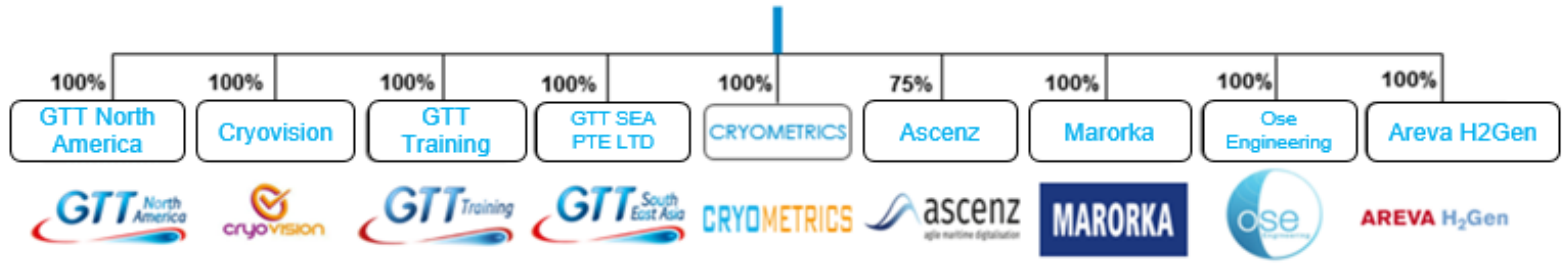 100% 100% 100% 100% 100% 75% 100% 100% 100%
GTT North
America
Cryovision
GTT
Training
GTT SEA
PTE LTD
CRYOMETRICS
Ascenz
Marorka
Ose
Engineering
Areva H2Gen
GTT North
America
cryovision
GTT Training
GTT South
East Asia
CRYOMETRICS
ascenz
agile maritime digitalisation
MARORKA
ose
Engineering
AREVA H₂Gen